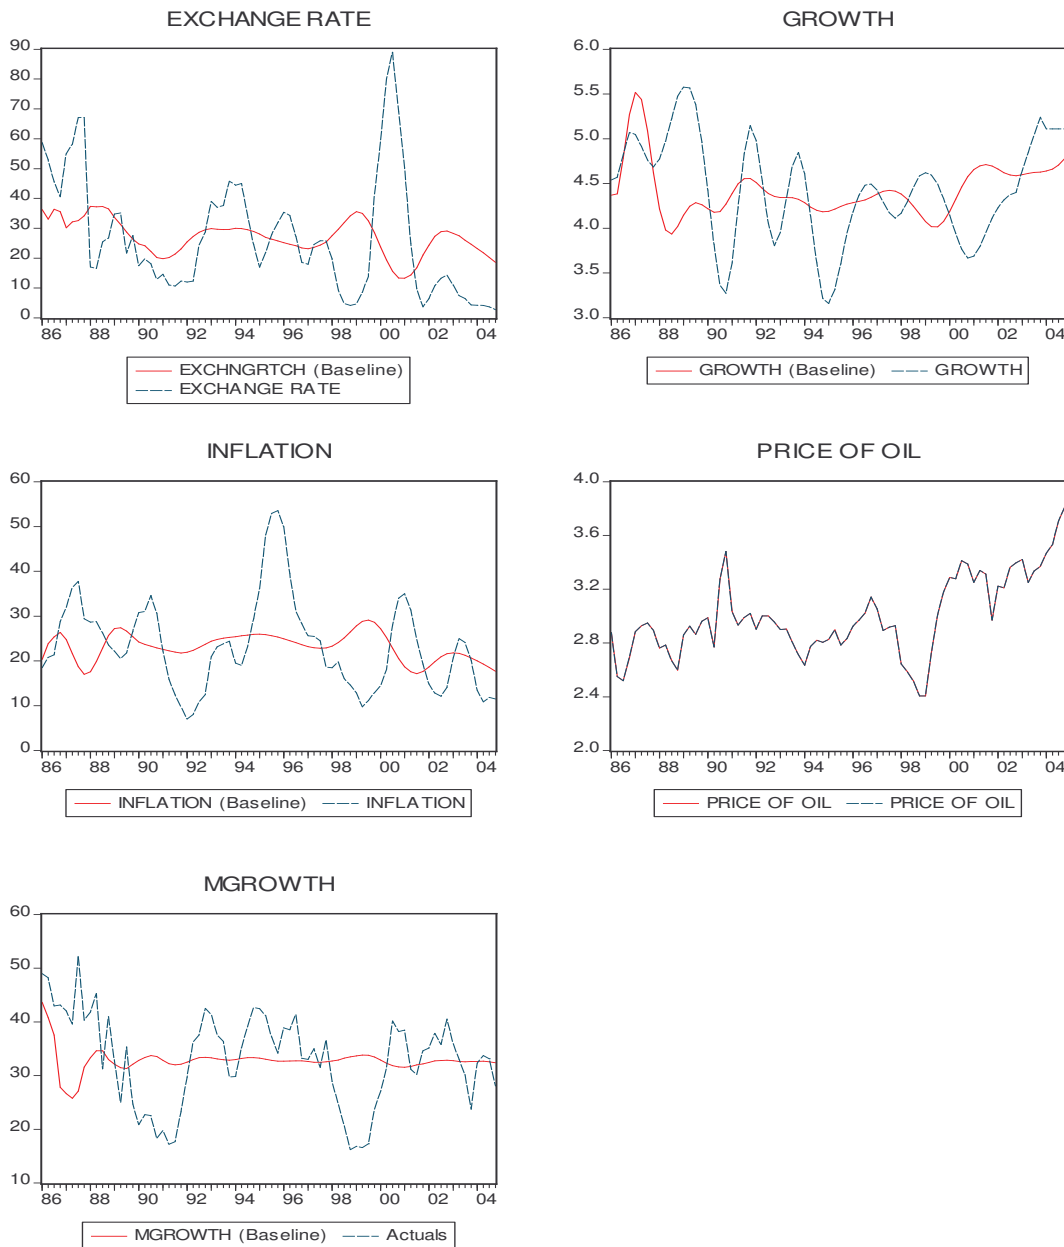 EXCHANGE RATE
90
80
70
60
50
40
30
20
10
0
86 88 90 92 94 96 98 00 02 04
EXCHNGRTCH (Baseline)
EXCHANGE RATE
GROWTH
6.0
5.5
5.0
4.5
4.0
3.5
3.0
86 88 90 92 94 96 98 00 02 04
GROWTH (Baseline) GROWTH
INFLATION
60
50
40
30
20
10
0
86 88 90 92 94 96 98 00 02 04
INFLATION (Baseline) INFLATION
PRICE OF OIL
4.0
3.6
3.2
2.8
2.4
2.0
86 88 90 92 94 96 98 00 02 04
PRICE OF OIL PRICE OF OIL
MGROWTH
60
50
40
30
20
10
86 88 90 92 94 96 98 00 02 04
MGROWTH (Baseline) Actuals